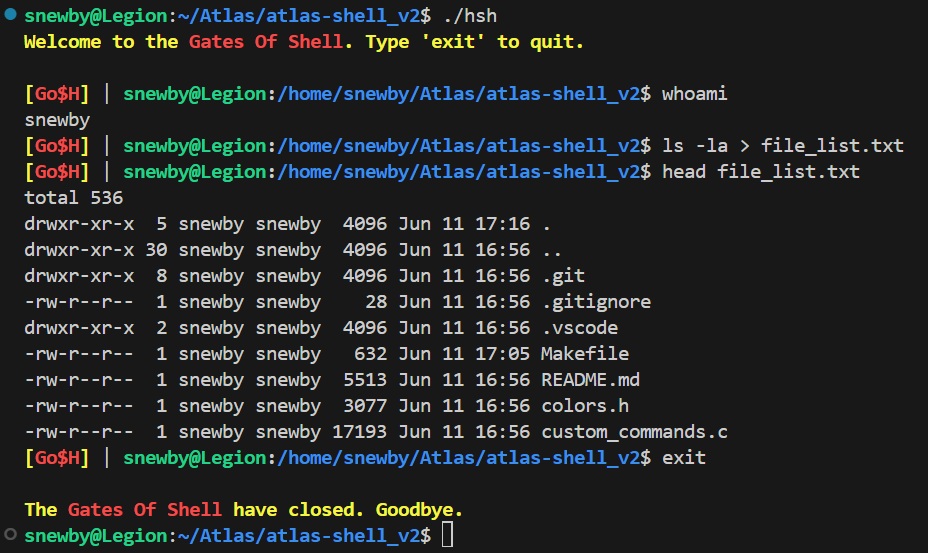 snewby@Legion:~/Atlas/atlas-shell_v2$ ./hsh
Welcome to the Gates Of Shell. Type 'exit' to quit.
[Go$H] | snewby@Legion:/home/snewby/Atlas/atlas-shell_v2$ whoami
snewby
[Go$H] | snewby@Legion:/home/snewby/Atlas/atlas-shell_v2$ ls -la > file_list.txt
[Go$H] | snewby@Legion:/home/snewby/Atlas/atlas-shell_v2$ head file_list.txt
total 536
drwxr-xr-x  5 snewby snewby  4096 Jun 11 17:16 .
drwxr-xr-x 30 snewby snewby  4096 Jun 11 16:56 ..
drwxr-xr-x  8 snewby snewby  4096 Jun 11 16:56 .git
-rw-r--r--  1 snewby snewby    28 Jun 11 16:56 .gitignore
drwxr-xr-x  2 snewby snewby  4096 Jun 11 16:56 .vscode
-rw-r--r--  1 snewby snewby   632 Jun 11 17:05 Makefile
-rw-r--r--  1 snewby snewby  5513 Jun 11 16:56 README.md
-rw-r--r--  1 snewby snewby  3077 Jun 11 16:56 colors.h
-rw-r--r--  1 snewby snewby 17193 Jun 11 16:56 custom_commands.c
[Go$H] | snewby@Legion:/home/snewby/Atlas/atlas-shell_v2$ exit
The Gates Of Shell have closed. Goodbye.
snewby@Legion:~/Atlas/atlas-shell_v2$